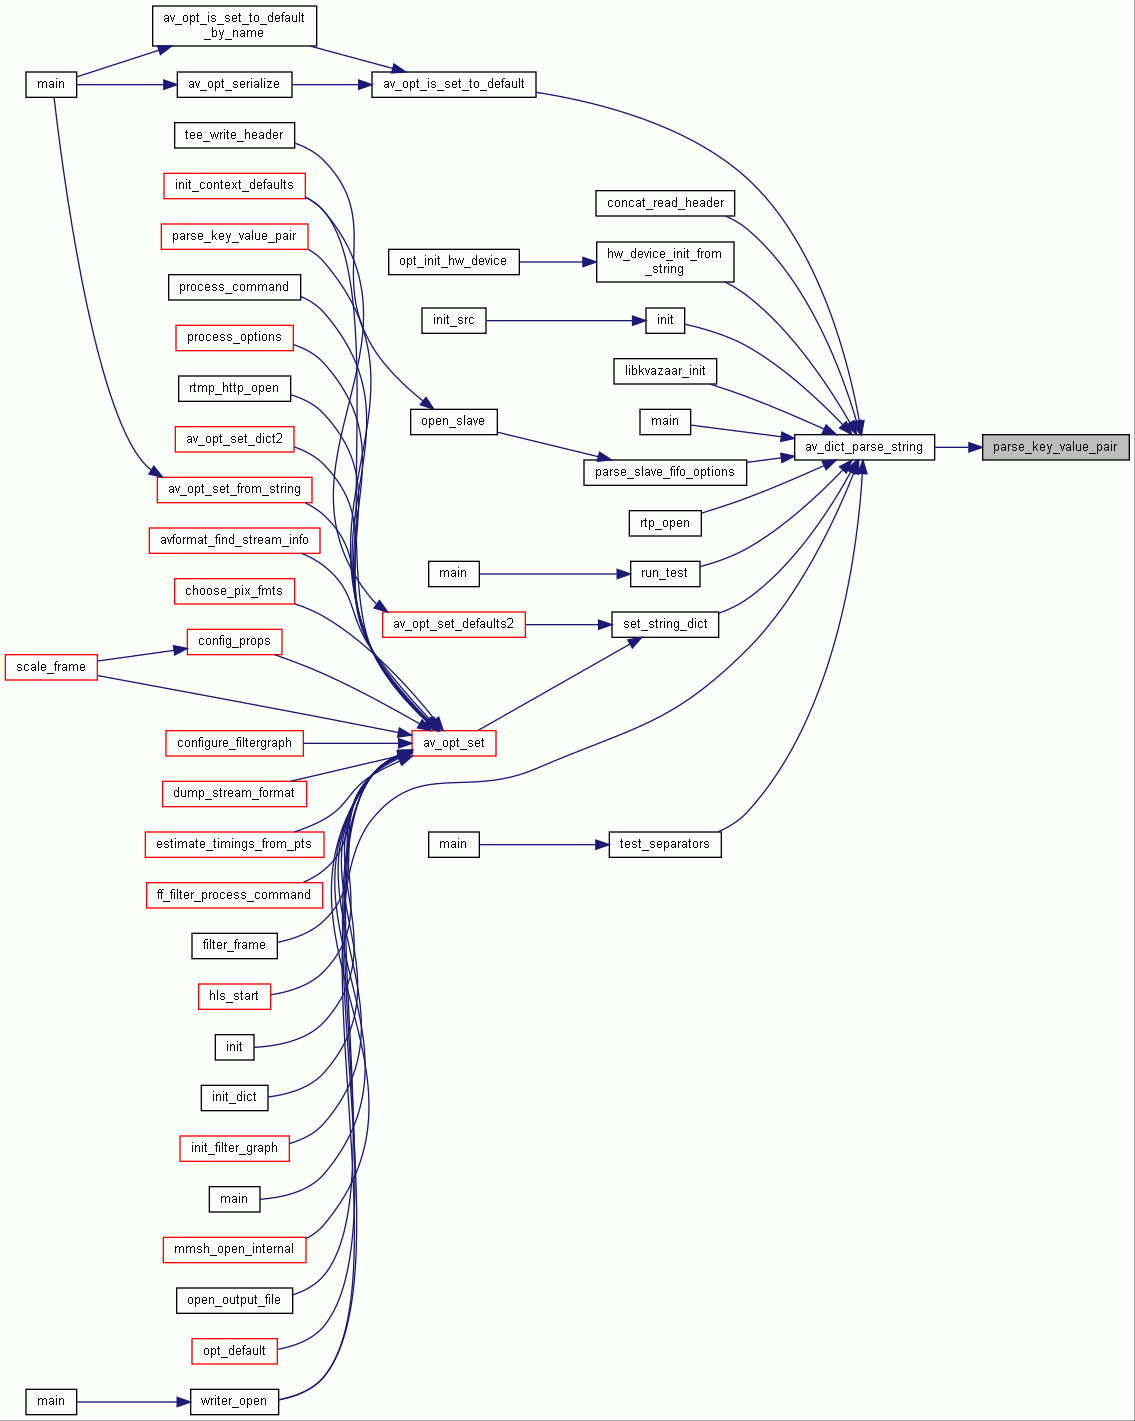 av_opt_is_set_to_default
_by_name
main
av_opt_serialize
av_opt_is_set_to_default
tee_write_header
init_context_defaults
concat_read_header
parse_key_value_pair
hw_device_init_from
_string
opt_init_hw_device
process_command
init_src
init
process_options
libkvazaar_init
rtmp_http_open
open_slave
main
av_opt_set_dict2
av_dict_parse_string
parse_key_value_pair
parse_slave_fifo_options
av_opt_set_from_string
rtp_open
avformat_find_stream_info
main
run_test
choose_pix_fmts
av_opt_set_defaults2
set_string_dict
config_props
scale_frame
configure_filtergraph
av_opt_set
dump_stream_format
estimate_timings_from_pts
main
test_separators
ff_filter_process_command
filter_frame
hls_start
init
init_dict
init_filter_graph
main
mmsh_open_internal
open_output_file
opt_default
main
writer_open